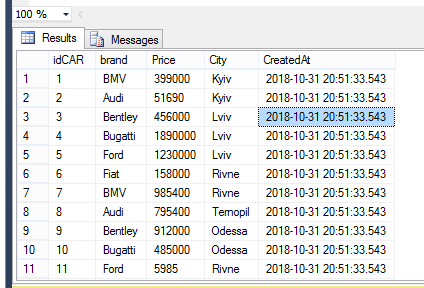 100 %
Results Messages
idCAR brand Price City CreatedAt
1 1 BMV 399000 Kyiv 2018-10-31 20:51:33.543
2 2 Audi 51690 Kyiv 2018-10-31 20:51:33.543
3 3 Bentley 456000 Lviv 2018-10-31 20:51:33.543
4 4 Bugatti 1890000 Lviv 2018-10-31 20:51:33.543
5 5 Ford 1230000 Lviv 2018-10-31 20:51:33.543
6 6 Fiat 158000 Rivne 2018-10-31 20:51:33.543
7 7 BMV 985400 Rivne 2018-10-31 20:51:33.543
8 8 Audi 795400 Ternopil 2018-10-31 20:51:33.543
9 9 Bentley 912000 Odessa 2018-10-31 20:51:33.543
10 10 Bugatti 485000 Odessa 2018-10-31 20:51:33.543
11 11 Ford 5985 Rivne 2018-10-31 20:51:33.543